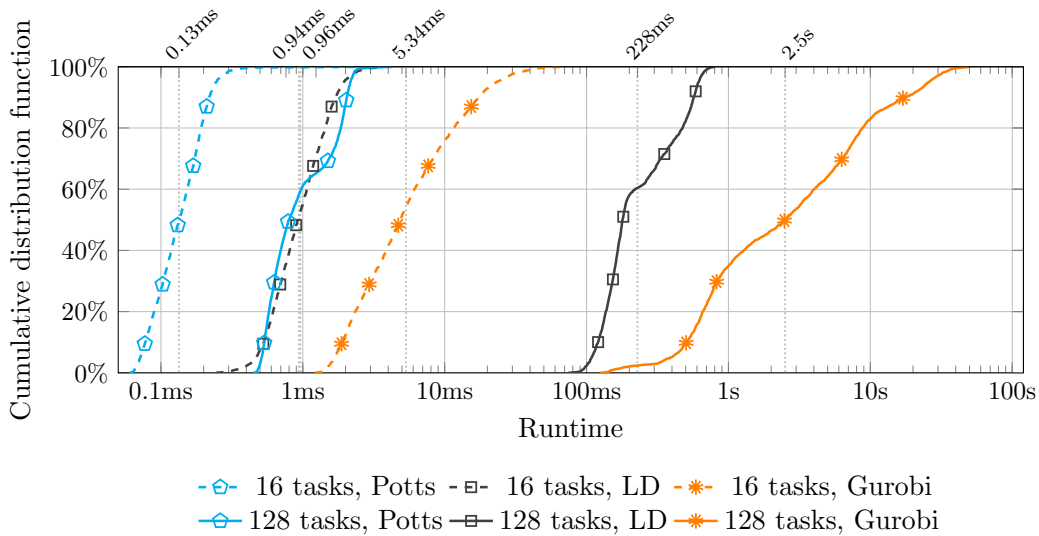 0.13ms
0.94ms
0.96ms
5.34ms
228ms
2.5s
Cumulative distribution function
100%
80%
60%
40%
20%
0%
0.1ms
1ms
10ms
100ms
1s
10s
100s
Runtime
16 tasks, Potts
16 tasks, LD
16 tasks, Gurobi
128 tasks, Potts
128 tasks, LD
128 tasks, Gurobi